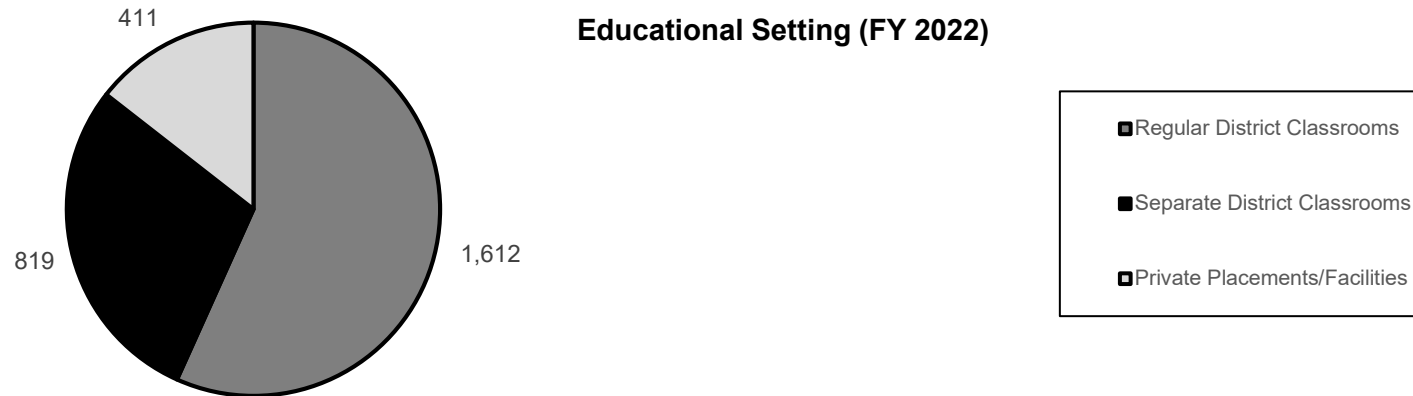 411
Educational Setting (FY 2022)
Regular District Classrooms
Separate District Classrooms
819
1,612
Private Placements/Facilities